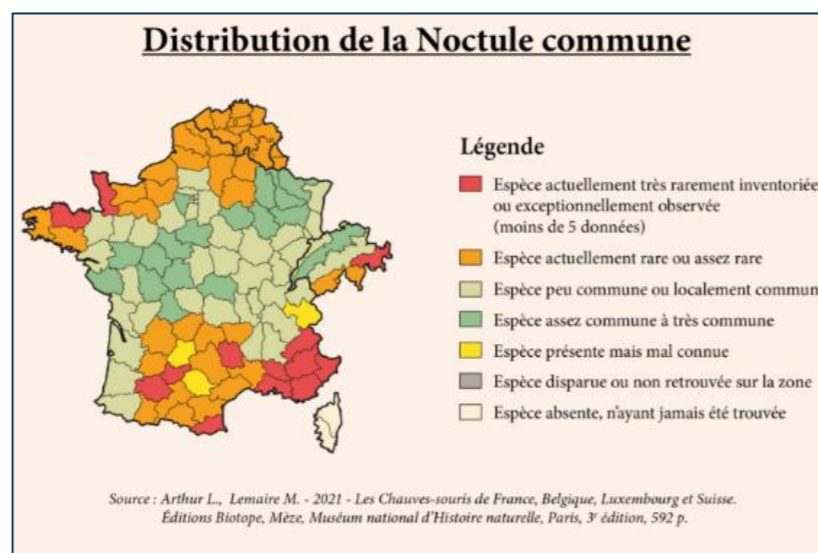 Distribution de la Noctule commune
Légende
Espèce actuellement très rarement inventoriée
ou exceptionnellement observée
(moins de 5 données)
Espèce actuellement rare ou assez rare
Espèce peu commune ou localement commun
Espèce assez commune à très commune
Espèce présente mais mal connue
Espèce disparue ou non retrouvée sur la zone
Espèce absente, n'ayant jamais été trouvée
Source : Arthur L., Lemaire M. - 2021 - Les Chauves-souris de France, Belgique, Luxembourg et Suisse.
Éditions Biotope, Mèze, Muséum national d'Histoire naturelle, Paris, 3e édition, 592 p.